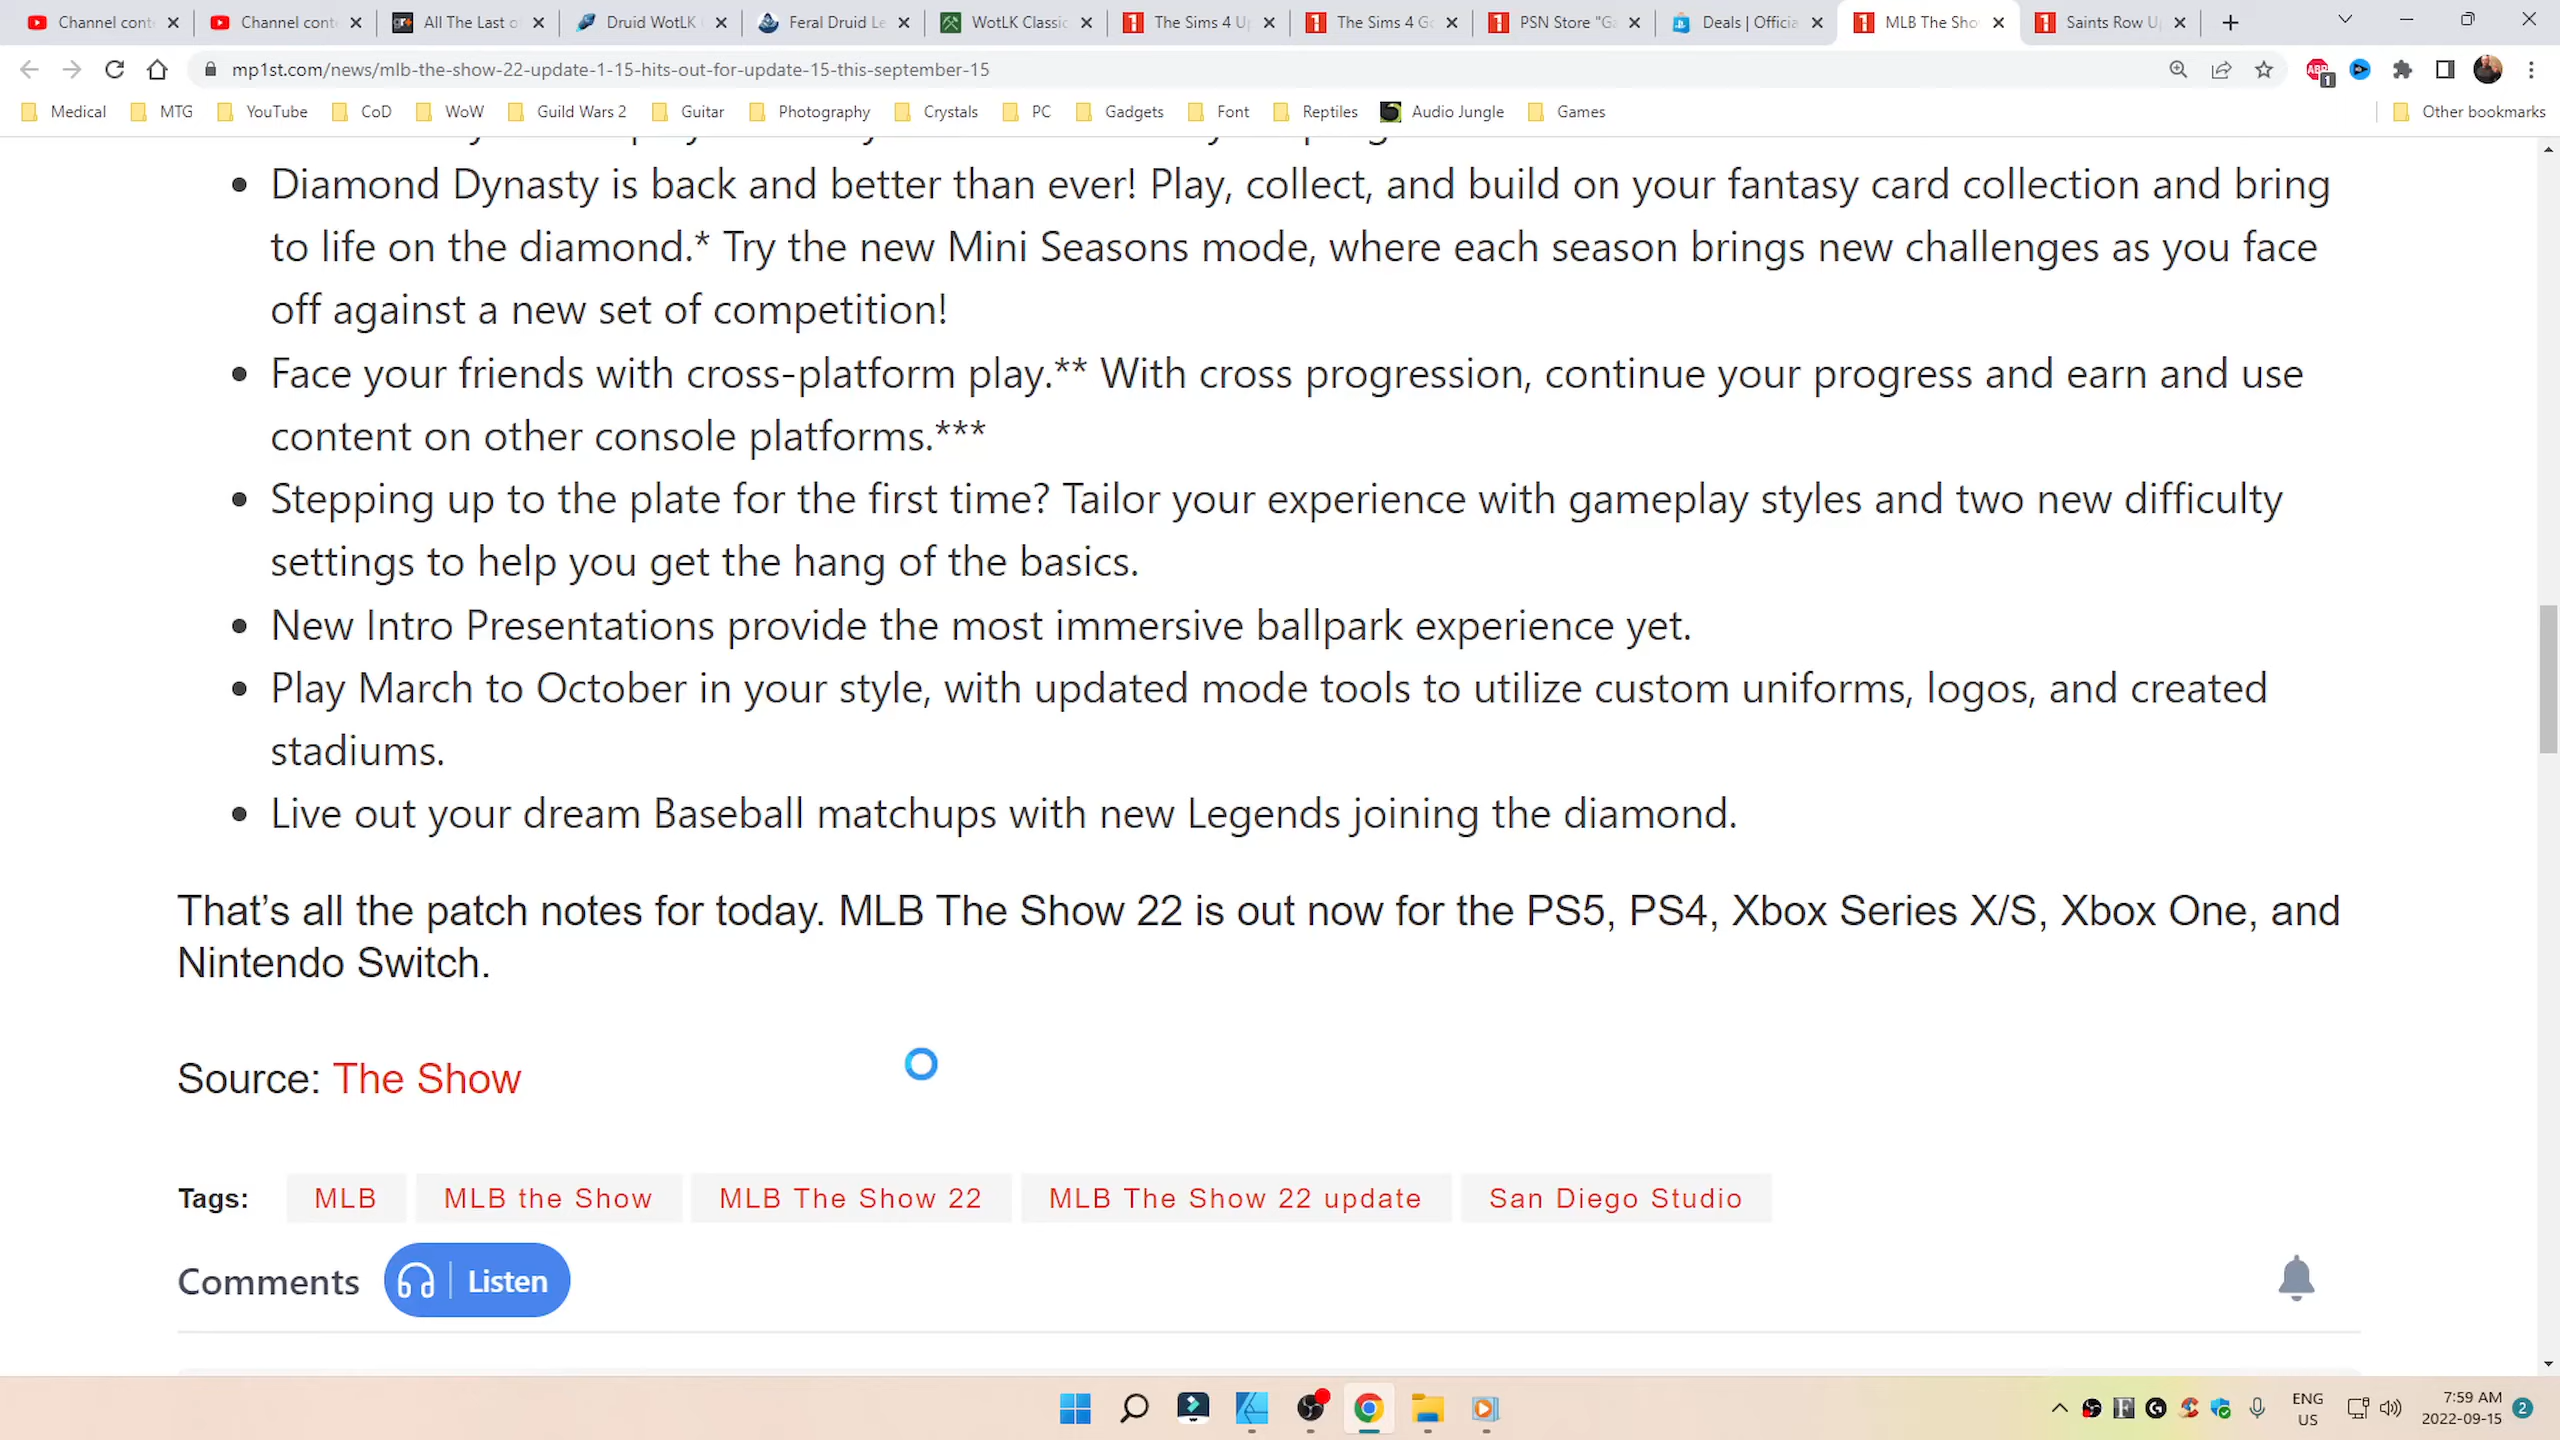 Channel cont
Channel cont
All The Last o
Druid WotLK
Feral Druid Le
WotLK Classic
The Sims 4 U
The Sims 4 G
PSN Store "G
Deals | Officia
MLB The Sho
Saints Row U
mp1st.com/news/mlb-the-show-22-update-1-15-hits-out-for-update-15-this-september-15
ABP
1
Medical
MTG
YouTube
CoD
WoW
Guild Wars 2
Guitar
Photography
Crystals
PC
Gadgets
Font
Reptiles
Audio Jungle
Games
Other bookmarks
Diamond Dynasty is back and better than ever! Play, collect, and build on your fantasy card collection and bring
to life on the diamond.* Try the new Mini Seasons mode, where each season brings new challenges as you face
off against a new set of competition!
Face your friends with cross-platform play.** With cross progression, continue your progress and earn and use
content on other console platforms.***
Stepping up to the plate for the first time? Tailor your experience with gameplay styles and two new difficulty
settings to help you get the hang of the basics.
New Intro Presentations provide the most immersive ballpark experience yet.
Play March to October in your style, with updated mode tools to utilize custom uniforms, logos, and created
stadiums.
Live out your dream Baseball matchups with new Legends joining the diamond.
That’s all the patch notes for today. MLB The Show 22 is out now for the PS5, PS4, Xbox Series X/S, Xbox One, and
Nintendo Switch.
Source: The Show
Tags: MLB MLB the Show MLB The Show 22 MLB The Show 22 update San Diego Studio
Comments Listen
ENG
US
7:59 AM
2022-09-15
2